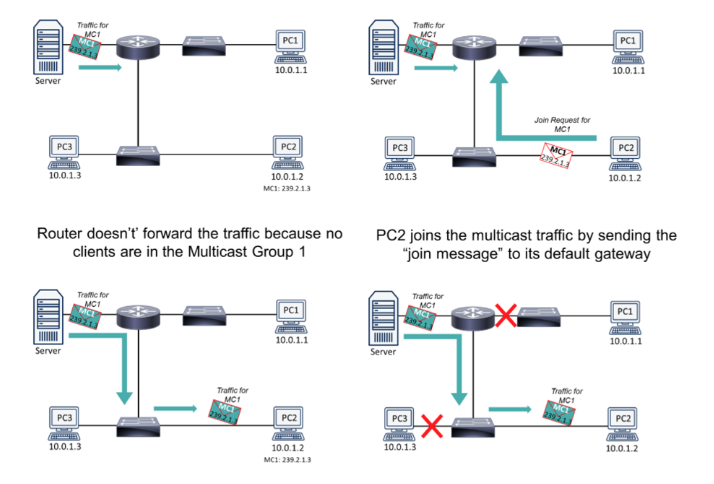 Traffic for
MC1
MC1
239.2.1.3
Server
PC1
10.0.1.1
PC3
10.0.1.3
PC2
10.0.1.2
MC1: 239.2.1.3
Router doesn't' forward the traffic because no
clients are in the Multicast Group 1
Traffic for
MC1
MC1
239.2.1.3
Server
PC1
10.0.1.1
Join Request for
MC1
MC1
239.2.1.3
PC3
10.0.1.3
PC2
10.0.1.2
PC2 joins the multicast traffic by sending the
“join message” to its default gateway
Traffic for
MC1
MC1
239.2.1.3
Server
PC1
10.0.1.1
Traffic for
MC1
MC1
239.2.1.3
PC3
10.0.1.3
PC2
10.0.1.2
MC1: 239.2.1.3
Traffic for
MC1
MC1
239.2.1.3
Server
PC1
10.0.1.1
Traffic for
MC1
MC1
239.2.1.3
PC3
10.0.1.3
PC2
10.0.1.2